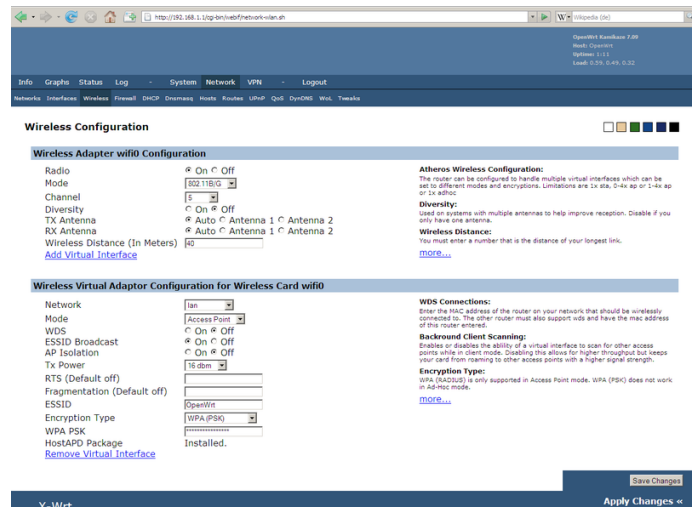 http://192.168.1.1/cgi-bin/webif/network-wlan.sh
W Wikipedia (de)
OpenWrt Kamikaze 7.09
Host: OpenWrt
Uptime: 1:11
Load: 0.59, 0.49, 0.32
Info Graphs Status Log - System Network VPN - Logout
Networks Interfaces Wireless Firewall DHCP Dnsmasq Hosts Routes UPnP QoS DynDNS WoL Tweaks
Wireless Configuration
Wireless Adapter wifi0 Configuration
Radio On Off
Mode 802.11B/G
Channel 5
Diversity On Off
TX Antenna Auto Antenna 1 Antenna 2
RX Antenna Auto Antenna 1 Antenna 2
Wireless Distance (In Meters) 40
Add Virtual Interface
Atheros Wireless Configuration:
The router can be configured to handle multiple virtual interfaces which can be
set to different modes and encryptions. Limitations are 1x sta, 0-4x ap or 1-4x ap
or 1x adhoc
Diversity:
Used on systems with multiple antennas to help improve reception. Disable if you
only have one antenna.
Wireless Distance:
You must enter a number that is the distance of your longest link.
more...
Wireless Virtual Adaptor Configuration for Wireless Card wifi0
Network lan
Mode Access Point
WDS On Off
ESSID Broadcast On Off
AP Isolation On Off
Tx Power 16 dbm
RTS (Default off)
Fragmentation (Default off)
ESSID OpenWrt
Encryption Type WPA (PSK)
WPA PSK ****************
HostAPD Package Installed.
Remove Virtual Interface
WDS Connections:
Enter the MAC address of the router on your network that should be wirelessly
connected to. The other router must also support wds and have the mac address
of this router entered.
Backround Client Scanning:
Enables or disables the ablility of a virtual interface to scan for other access
points while in client mode. Disabling this allows for higher throughput but keeps
your card from roaming to other access points with a higher signal strength.
Encryption Type:
WPA (RADIUS) is only supported in Access Point mode. WPA (PSK) does not work
in Ad-Hoc mode.
more...
Save Changes
X-Wrt
Apply Changes «